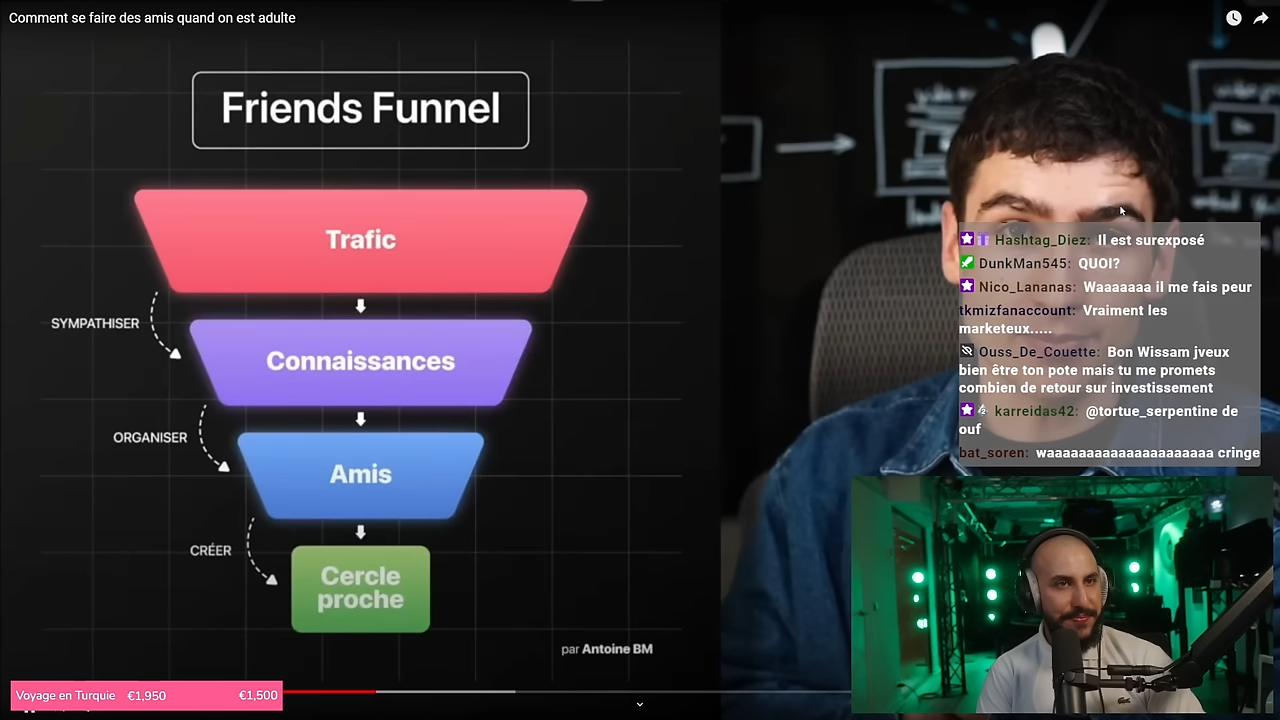 Comment se faire des amis quand on est adulte
Friends Funnel
Trafic
SYMPATHISER
Connaissances
ORGANISER
Amis
CRÉER
Cercle
proche
par Antoine BM
Hashtag_Diez: Il est surexposé
DunkMan545: QUOI?
Nico_Lananas: Waaaaaaa il me fais peur
tkmizfanaccount: Vraiment les
marketeux.....
Ouss_De_Couette: Bon Wissam jveux
bien être ton pote mais tu me promets
combien de retour sur investissement
karreidas42: @tortue_serpentine de
ouf
bat_soren: waaaaaaaaaaaaaaaaaaaaa cringe
Voyage en Turquie €1,950 €1,500